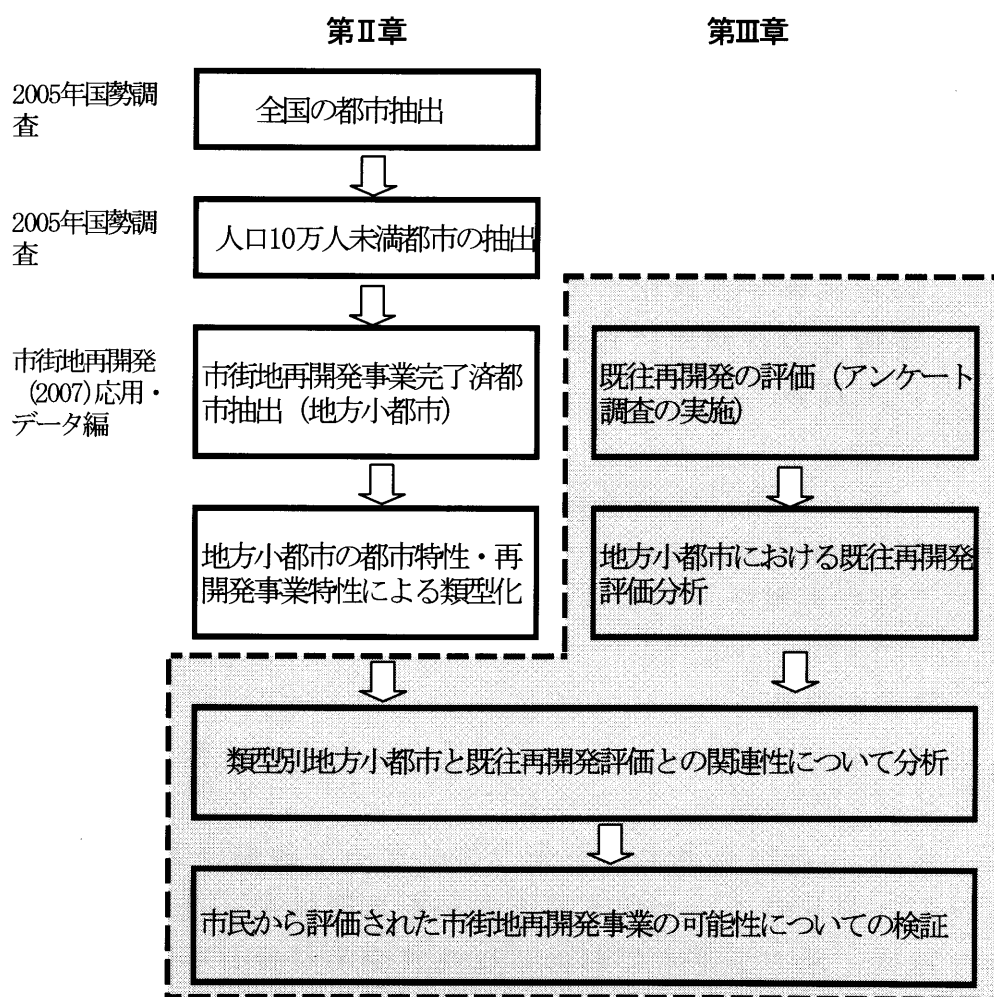 第Ⅱ章
第Ⅲ章
2005年国勢調
査
全国の都市抽出
2005年国勢調
査
人口10万人未満都市の抽出
市街地再開発
(2007)応用・
データ編
市街地再開発事業完了済都
市抽出（地方小都市）
既往再開発の評価（アンケート
調査の実施）
地方小都市の都市特性・再
開発事業特性による類型化
地方小都市における既往再開発
評価分析
類型別地方小都市と既往再開発評価との関連性について分析
市民から評価された市街地再開発事業の可能性についての検証